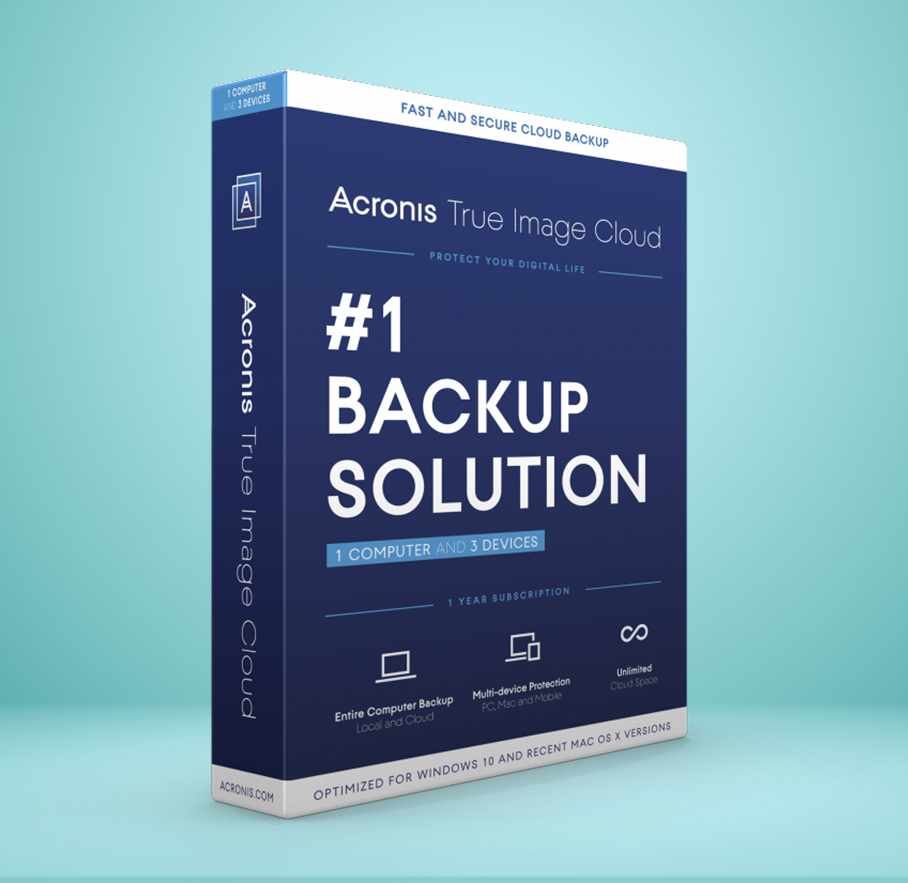 1 COMPUTER
AND 3 DEVICES
A
Acronis True Image Cloud
ACRONIS.COM
FAST AND SECURE CLOUD BACKUP
Acronis True Image Cloud
PROTECT YOUR DIGITAL LIFE
#1
BACKUP
SOLUTION
1 COMPUTER AND 3 DEVICES
1 YEAR SUBSCRIPTION
Entire Computer Backup
Local and Cloud
Multi-device Protection
PC, Mac and Mobile
Unlimited
Cloud Space
OPTIMIZED FOR WINDOWS 10 AND RECENT MAC OS X VERSIONS